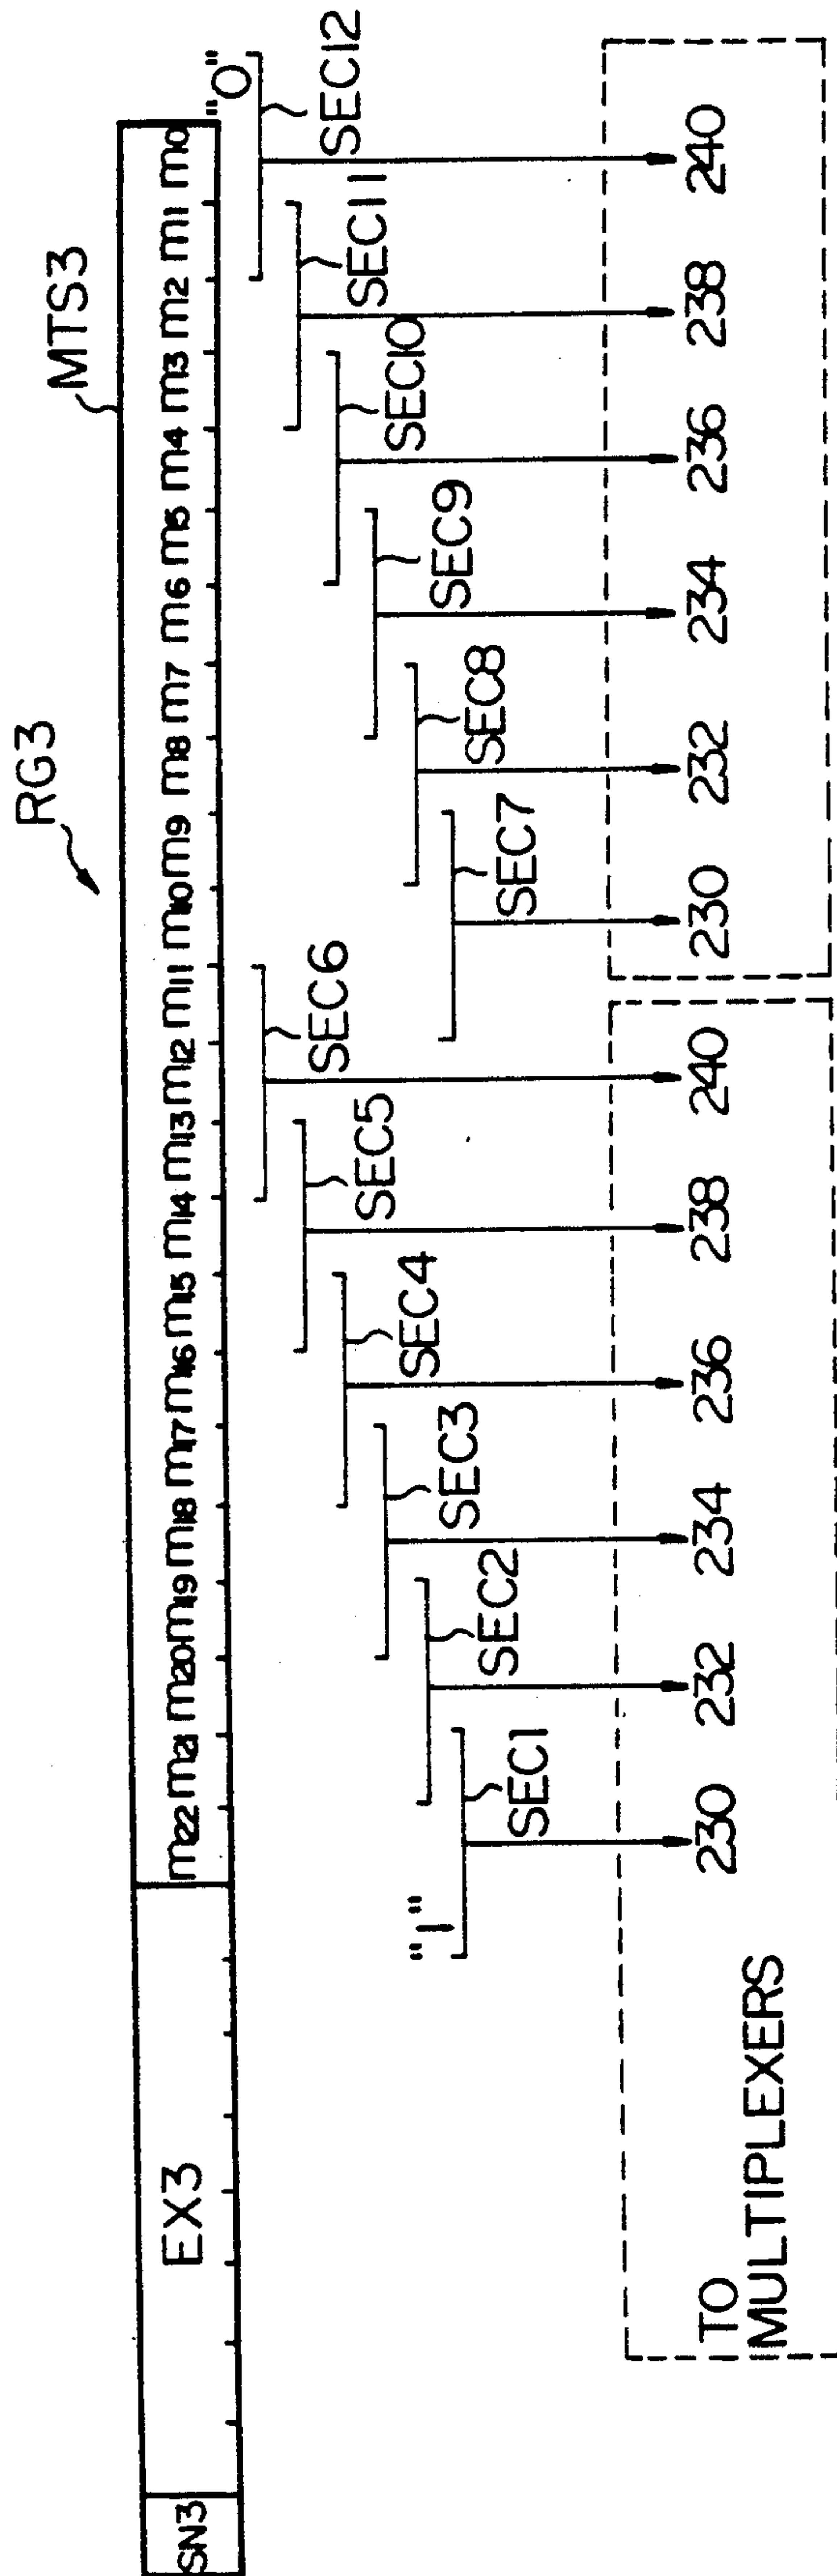 RG3
MTS3
SN3 EX3 m22 m21 m20 m19 m18 m17 m16 m15 m14 m13 m12 m11 m10 m9 m8 m7 m6 m5 m4 m3 m2 m1 m0
"1" "0"
SEC1 SEC2 SEC3 SEC4 SEC5 SEC6 SEC7 SEC8 SEC9 SEC10 SEC11 SEC12
230 232 234 236 238 240 230 232 234 236 238 240
TO
MULTIPLEXERS